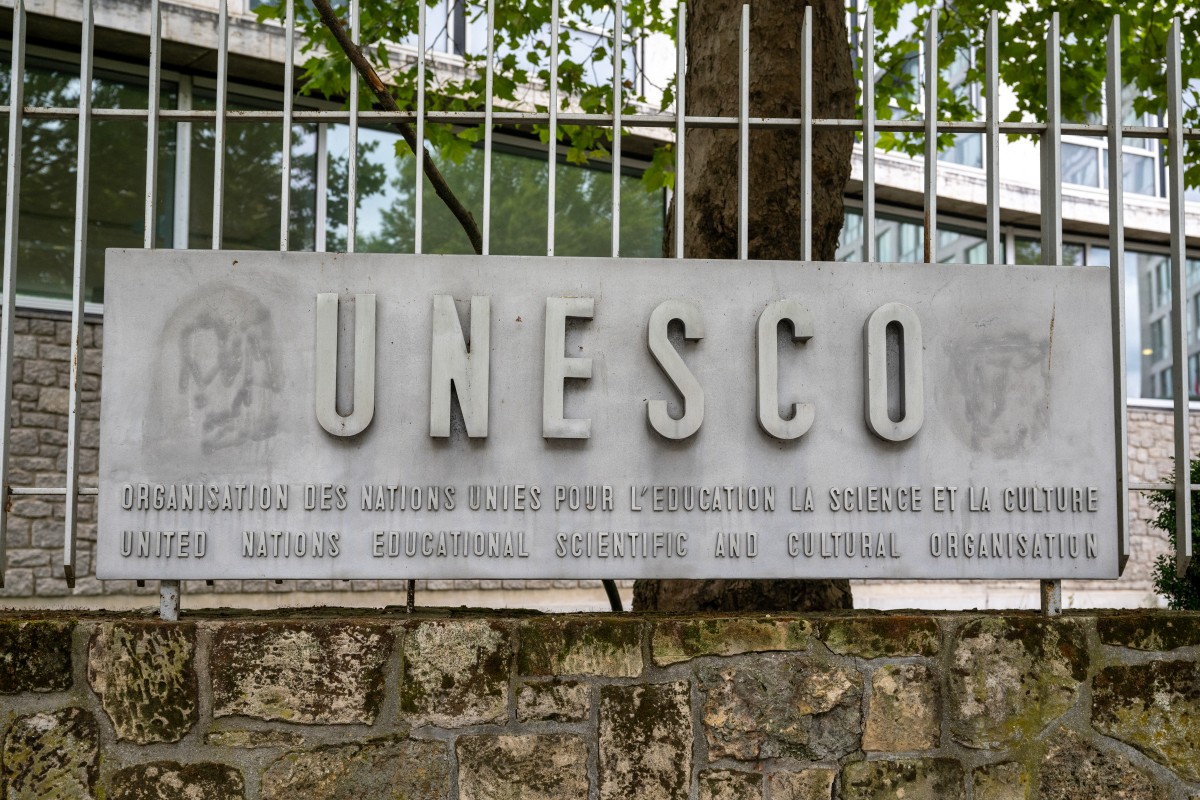 UNESCO
ORGANISATION DES NATIONS UNIES POUR L'EDUCATION LA SCIENCE ET LA CULTURE
UNITED NATIONS EDUCATIONAL SCIENTIFIC AND CULTURAL ORGANISATION